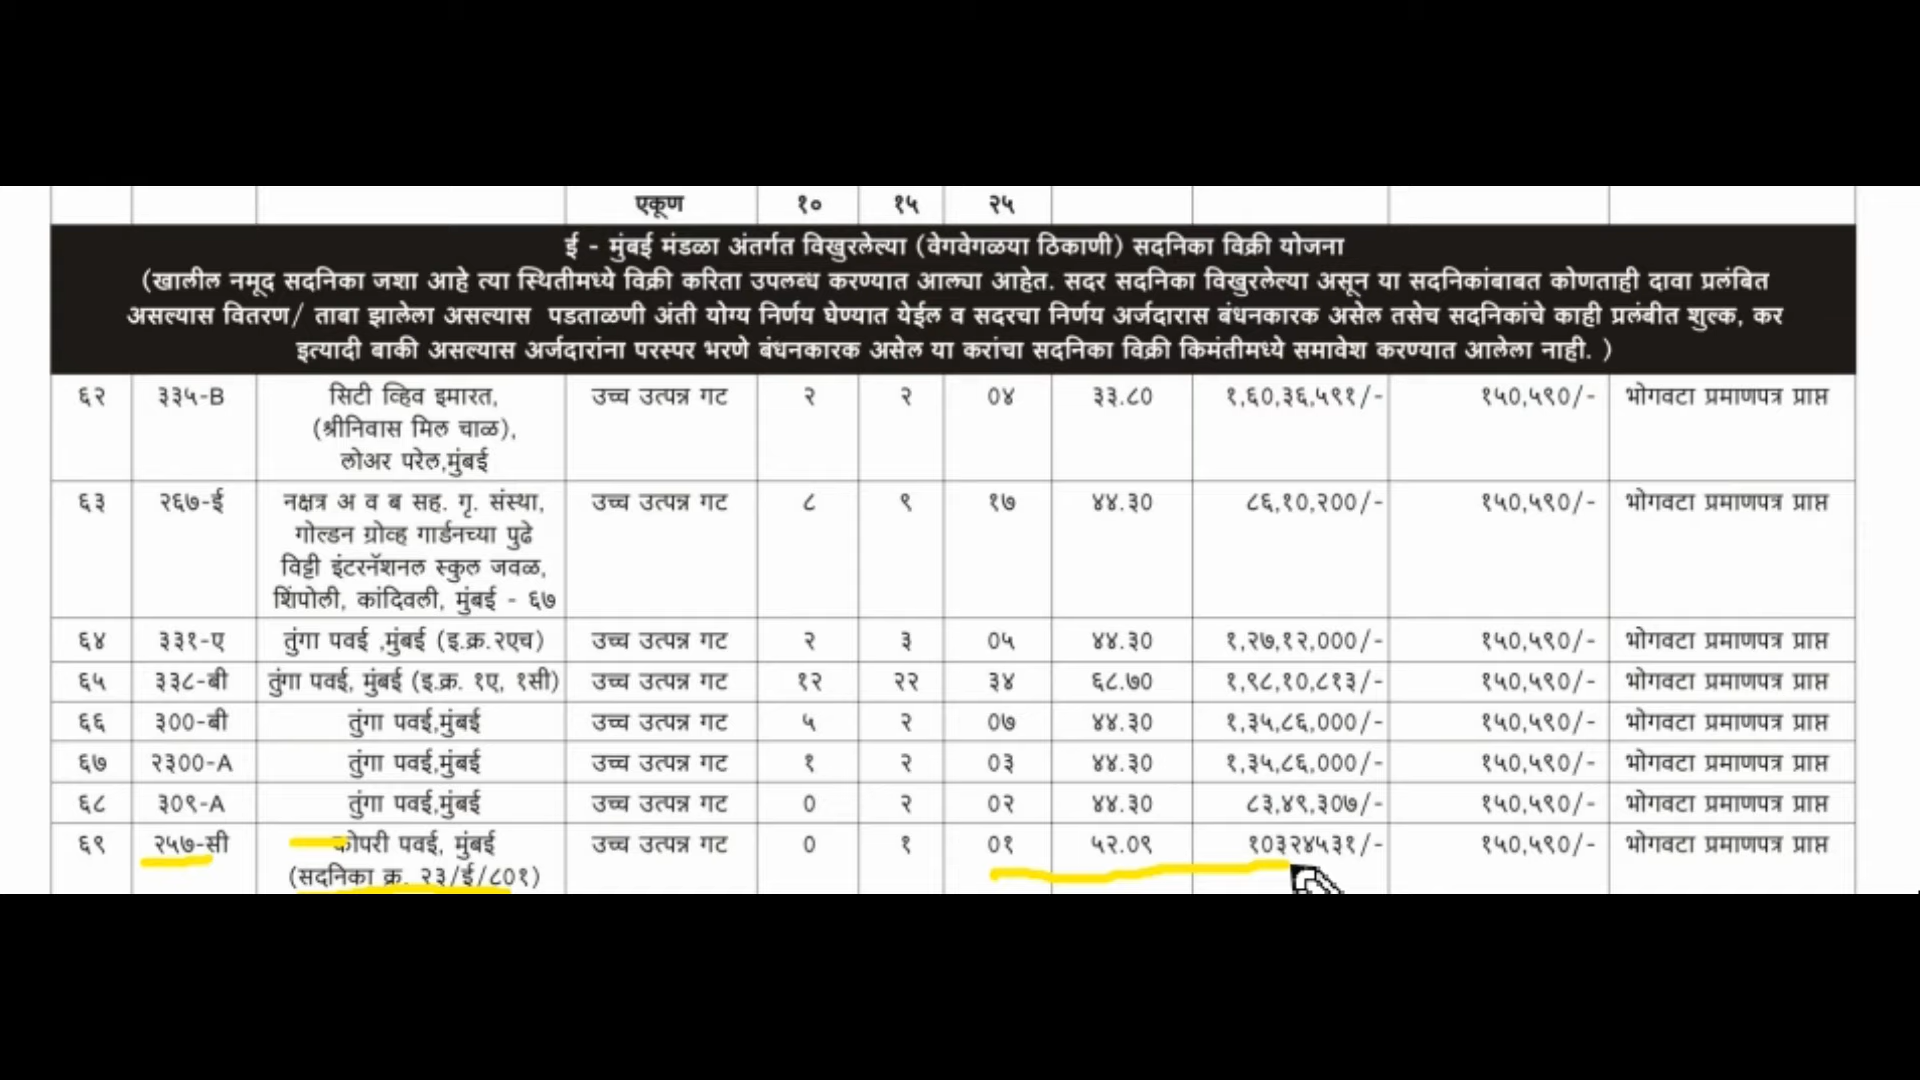 एकूण १० १५ २५
ई - मुंबई मंडळा अंतर्गत विखुरलेल्या (वेगवेगळया ठिकाणी) सदनिका विक्री योजना
(खालील नमूद सदनिका जशा आहे त्या स्थितीमध्ये विक्री करिता उपलब्ध करण्यात आल्या आहेत. सदर सदनिका विखुरलेल्या असून या सदनिकांबाबत कोणताही दावा प्रलंबित
असल्यास वितरण/ ताबा झालेला असल्यास पडताळणी अंती योग्य निर्णय घेण्यात येईल व सदरचा निर्णय अर्जदारास बंधनकारक असेल तसेच सदनिकांचे काही प्रलंबीत शुल्क, कर
इत्यादी बाकी असल्यास अर्जदारांना परस्पर भरणे बंधनकारक असेल या करांचा सदनिका विक्री किमंतीमध्ये समावेश करण्यात आलेला नाही. )
६२ ३३५-B सिटी व्हिव इमारत, उच्च उत्पन्न गट २ २ ०४ ३३.८० १,६०,३६,५९१/- १५०,५९०/- भोगवटा प्रमाणपत्र प्राप्त
(श्रीनिवास मिल चाळ),
लोअर परेल,मुंबई
६३ २६७-ई नक्षत्र अ व ब सह. गृ. संस्था, उच्च उत्पन्न गट ८ ९ १७ ४४.३० ८६,१०,२००/- १५०,५९०/- भोगवटा प्रमाणपत्र प्राप्त
गोल्डन ग्रोव्ह गार्डनच्या पुढे
विट्टी इंटरनॅशनल स्कुल जवळ,
शिंपोली, कांदिवली, मुंबई - ६७
६४ ३३१-ए तुंगा पवई ,मुंबई (इ.क्र.२एच) उच्च उत्पन्न गट २ ३ ०५ ४४.३० १,२७,१२,०००/- १५०,५९०/- भोगवटा प्रमाणपत्र प्राप्त
६५ ३३८-बी तुंगा पवई, मुंबई (इ.क्र. १ए, १सी) उच्च उत्पन्न गट १२ २२ ३४ ६८.७० १,९८,१०,८१३/- १५०,५९०/- भोगवटा प्रमाणपत्र प्राप्त
६६ ३००-बी तुंगा पवई,मुंबई उच्च उत्पन्न गट ५ २ ०७ ४४.३० १,३५,८६,०००/- १५०,५९०/- भोगवटा प्रमाणपत्र प्राप्त
६७ २३००-A तुंगा पवई,मुंबई उच्च उत्पन्न गट १ २ ०३ ४४.३० १,३५,८६,०००/- १५०,५९०/- भोगवटा प्रमाणपत्र प्राप्त
६८ ३०९-A तुंगा पवई,मुंबई उच्च उत्पन्न गट ० २ ०२ ४४.३० ८३,४९,३०७/- १५०,५९०/- भोगवटा प्रमाणपत्र प्राप्त
६९ २५७-सी कोपरी पवई, मुंबई उच्च उत्पन्न गट ० १ ०१ ५२.०९ १०३२४५३१/- १५०,५९०/- भोगवटा प्रमाणपत्र प्राप्त
(सदनिका क्र. २३/ई/८०१)